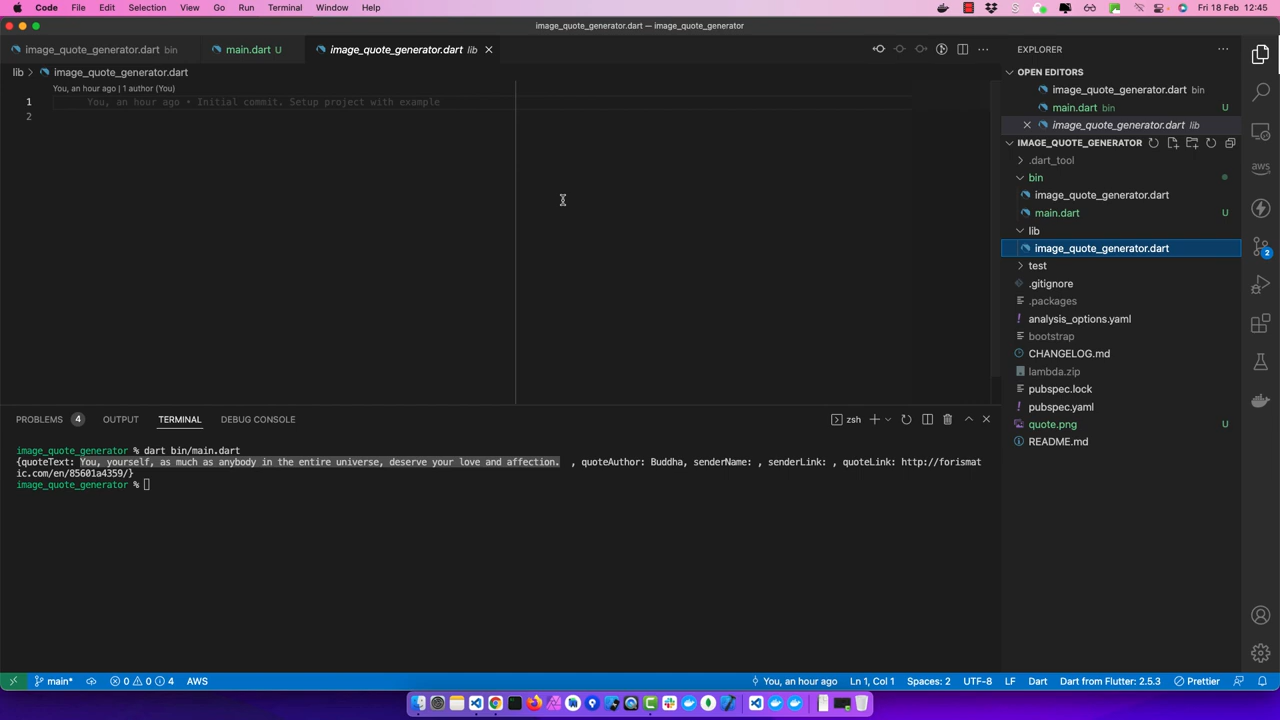 Code File Edit Selection View Go Run Terminal Window Help Fri 18 Feb 12:45
image_quote_generator.dart — image_quote_generator
image_quote_generator.dart bin main.dart U image_quote_generator.dart lib
lib image_quote_generator.dart
You, an hour ago | 1 author (You)
1 You, an hour ago • Initial commit. Setup project with example
2
EXPLORER
OPEN EDITORS
image_quote_generator.dart bin
main.dart bin U
image_quote_generator.dart lib
IMAGE_QUOTE_GENERATOR
.dart_tool
bin
image_quote_generator.dart
main.dart U
lib
image_quote_generator.dart
test
.gitignore
.packages
analysis_options.yaml
bootstrap
CHANGELOG.md
lambda.zip
pubspec.lock
pubspec.yaml
quote.png U
README.md
aws
2
PROBLEMS 4 OUTPUT TERMINAL DEBUG CONSOLE zsh
image_quote_generator % dart bin/main.dart
{quoteText: You, yourself, as much as anybody in the entire universe, deserve your love and affection. , quoteAuthor: Buddha, senderName: , senderLink: , quoteLink: http://forismat
ic.com/en/85601a4359/}
image_quote_generator %
main* 0 0 4 AWS You, an hour ago Ln 1, Col 1 Spaces: 2 UTF-8 LF Dart Dart from Flutter: 2.5.3 Prettier